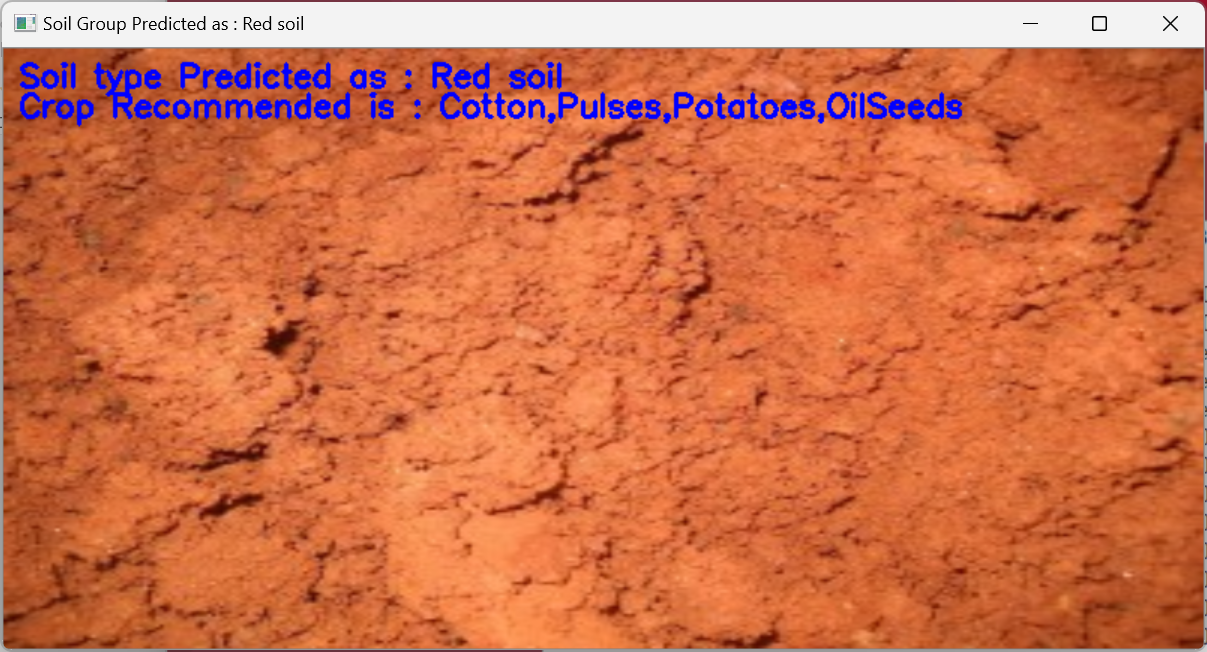 Soil Group Predicted as : Red soil
Soil type Predicted as : Red soil
Crop Recommended is : Cotton,Pulses,Potatoes,OilSeeds